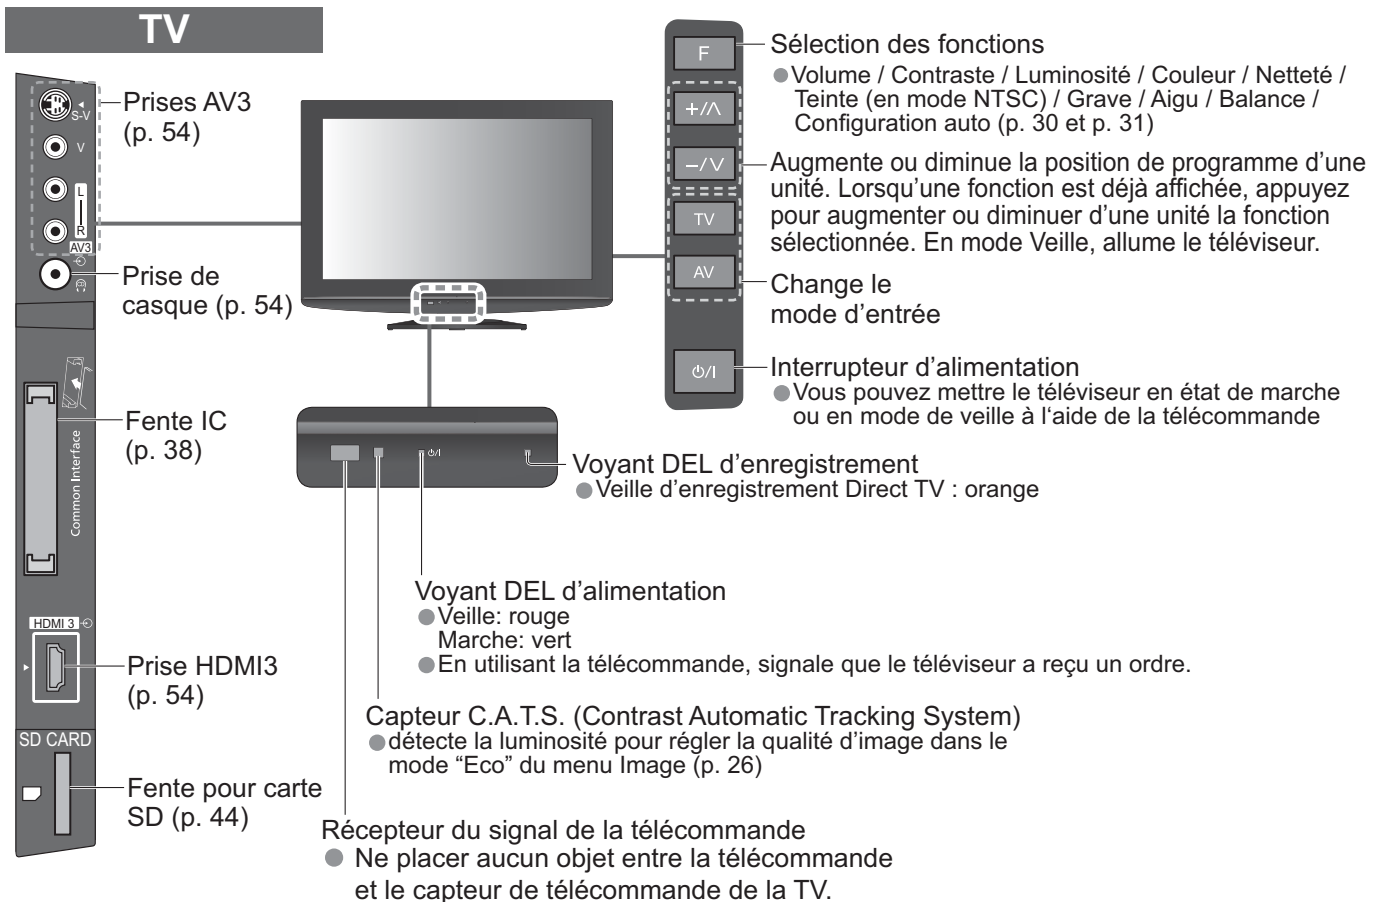 TV
S-V
V
L
R
AV3
Prises AV3
(p. 54)
Prise de
casque (p. 54)
Common Interface
Fente IC
(p. 38)
HDMI 3
Prise HDMI3
(p. 54)
SD CARD
Fente pour carte
SD (p. 44)
F
+/∧
−/∨
TV
AV
⏻/I
Sélection des fonctions
●Volume / Contraste / Luminosité / Couleur / Netteté /
Teinte (en mode NTSC) / Grave / Aigu / Balance /
Configuration auto (p. 30 et p. 31)
Augmente ou diminue la position de programme d’une
unité. Lorsqu’une fonction est déjà affichée, appuyez
pour augmenter ou diminuer d’une unité la fonction
sélectionnée. En mode Veille, allume le téléviseur.
Change le
mode d’entrée
Interrupteur d’alimentation
●Vous pouvez mettre le téléviseur en état de marche
ou en mode de veille à l‘aide de la télécommande
⏻/I
Voyant DEL d’enregistrement
●Veille d’enregistrement Direct TV : orange
Voyant DEL d’alimentation
●Veille: rouge
Marche: vert
●En utilisant la télécommande, signale que le téléviseur a reçu un ordre.
Capteur C.A.T.S. (Contrast Automatic Tracking System)
●détecte la luminosité pour régler la qualité d’image dans le
mode “Eco” du menu Image (p. 26)
Récepteur du signal de la télécommande
● Ne placer aucun objet entre la télécommande
et le capteur de télécommande de la TV.